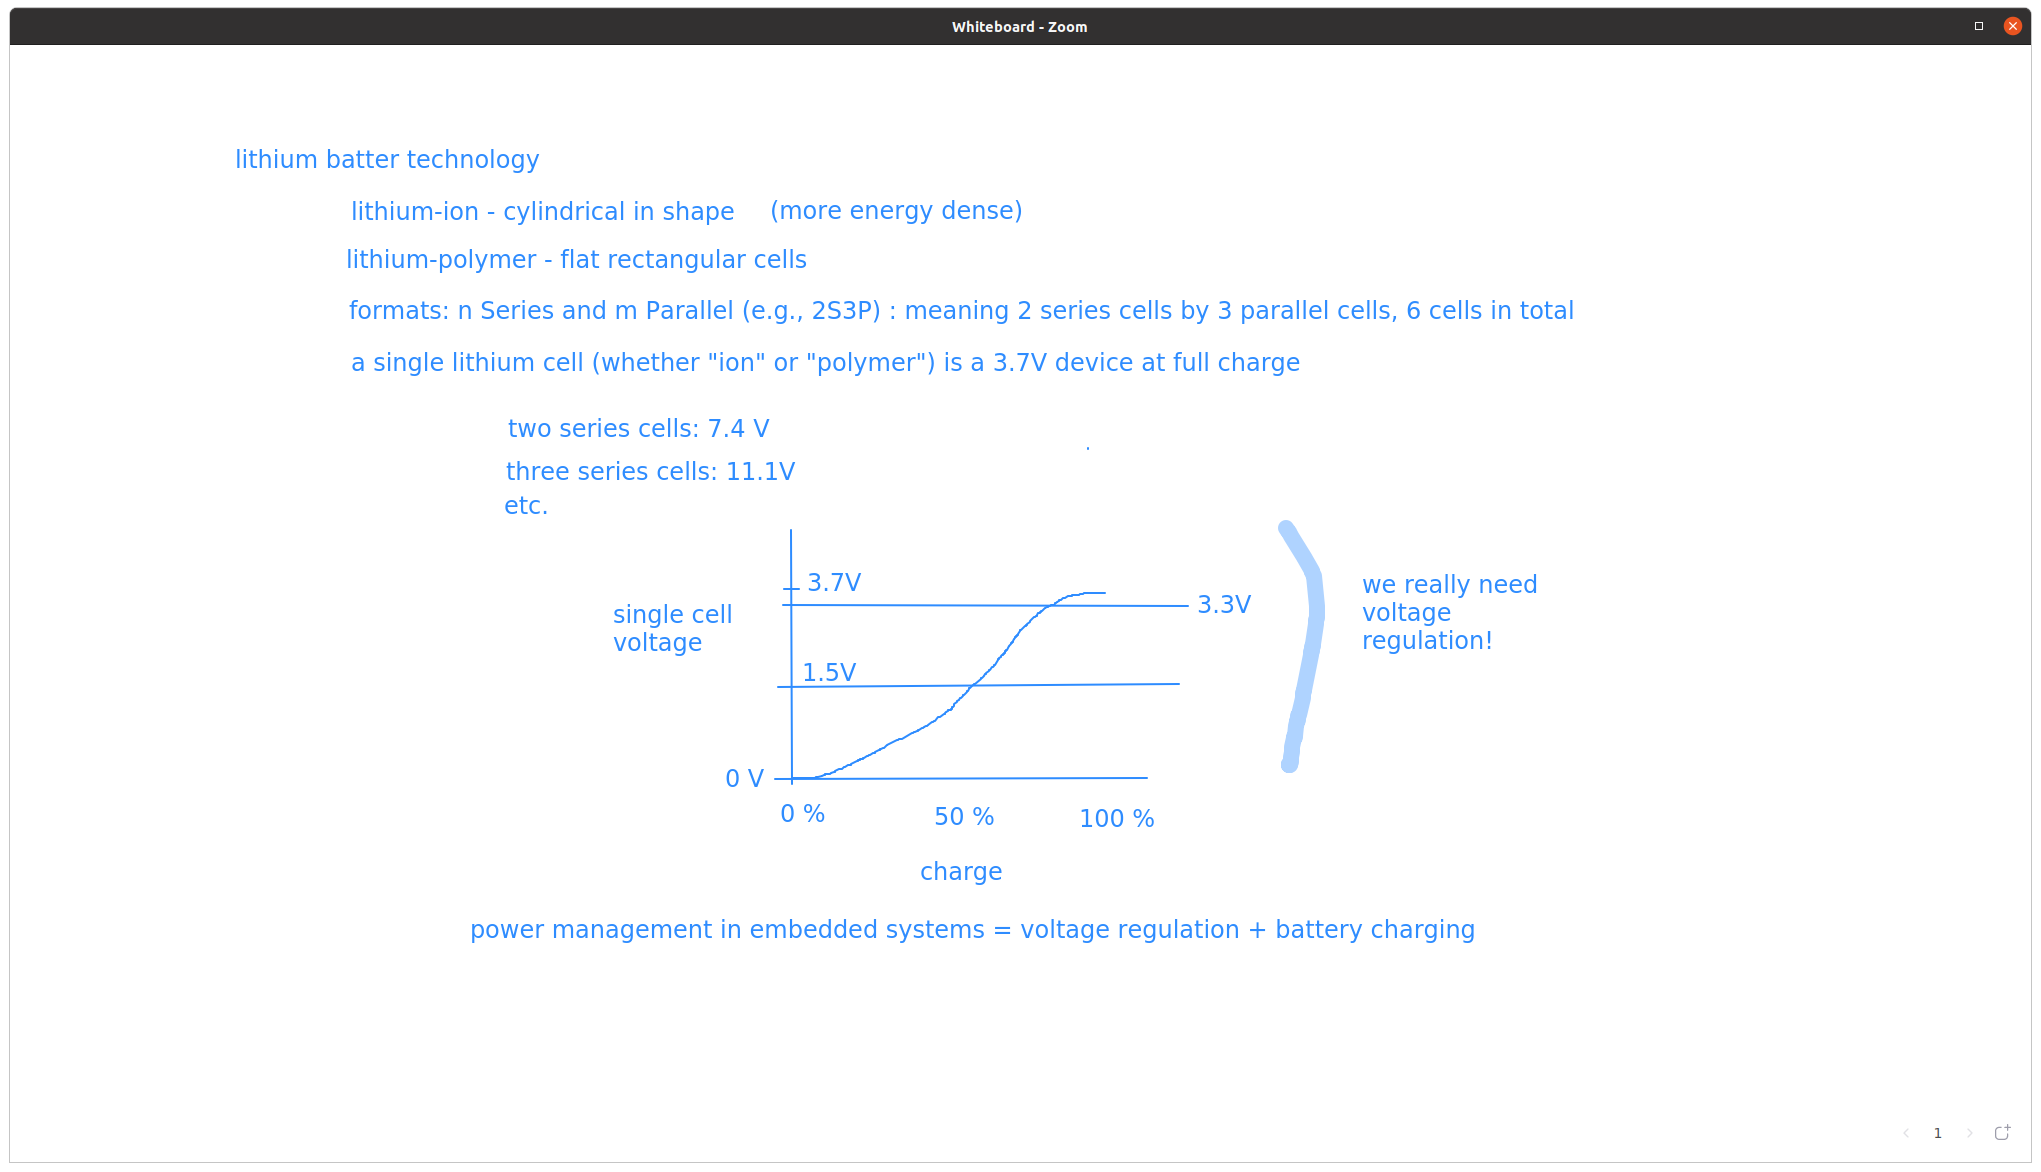 Whiteboard - Zoom
lithium batter technology
lithium-ion - cylindrical in shape (more energy dense)
lithium-polymer - flat rectangular cells
formats: n Series and m Parallel (e.g., 2S3P) : meaning 2 series cells by 3 parallel cells, 6 cells in total
a single lithium cell (whether "ion" or "polymer") is a 3.7V device at full charge
two series cells: 7.4 V
three series cells: 11.1V
etc.
3.7V
single cell
voltage
3.3V
we really need
voltage
regulation!
1.5V
0 V
0 %
50 %
100 %
charge
power management in embedded systems = voltage regulation + battery charging
1